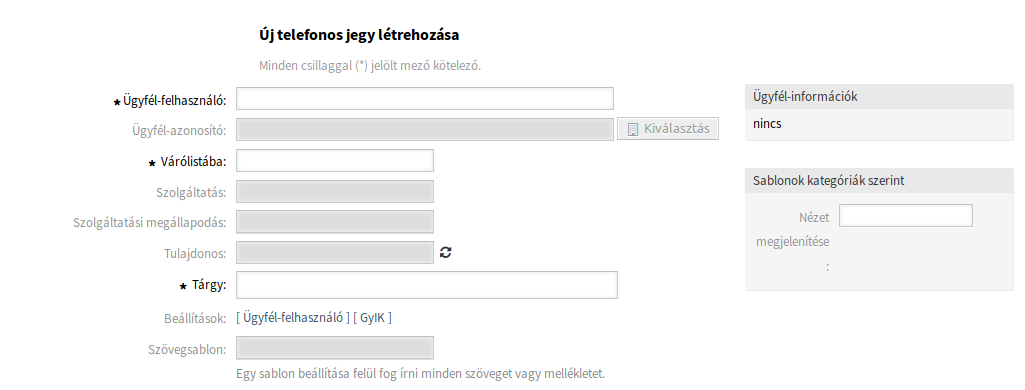 Új telefonos jegy létrehozása
Minden csillaggal (*) jelölt mező kötelező.
★ Ügyfél-felhasználó:
Ügyfél-azonosító:
Kiválasztás
★ Várólistába:
Szolgáltatás:
Szolgáltatási megállapodás:
Tulajdonos:
★ Tárgy:
Beállítások: [ Ügyfél-felhasználó ] [ GyIK ]
Szövegsablon:
Egy sablon beállítása felül fog írni minden szöveget vagy mellékletet.
Ügyfél-információk
nincs
Sablonok kategóriák szerint
Nézet
megjelenítése
: